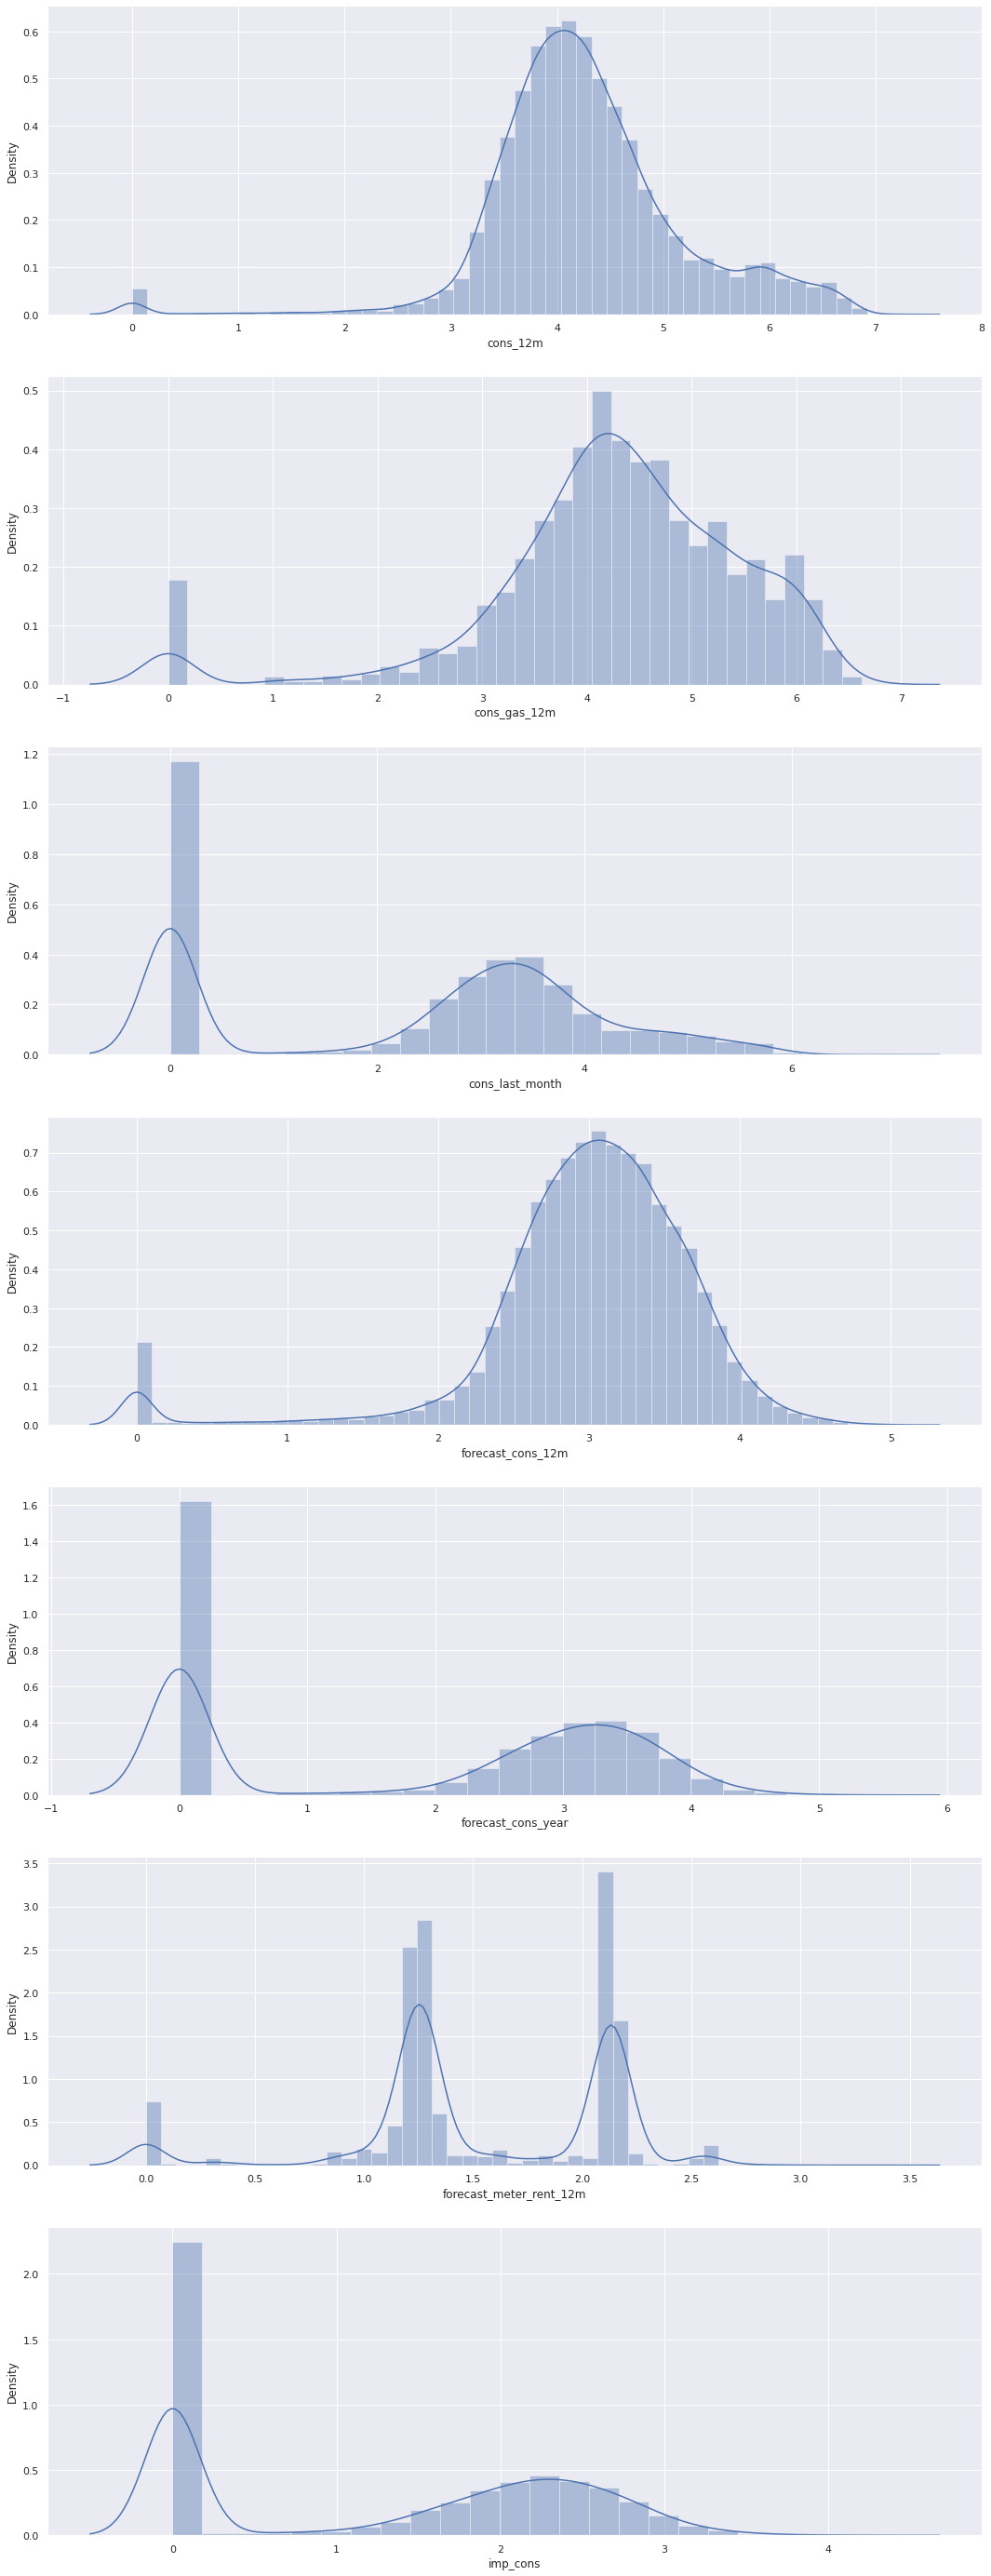 0.6
0.5
0.4
0.3
0.2
0.1
0.0
Density
0 1 2 3 4 5 6 7 8
cons_12m
0.5
0.4
0.3
0.2
0.1
0.0
Density
−1 0 1 2 3 4 5 6 7
cons_gas_12m
1.2
1.0
0.8
0.6
0.4
0.2
0.0
Density
0 2 4 6
cons_last_month
0.7
0.6
0.5
0.4
0.3
0.2
0.1
0.0
Density
0 1 2 3 4 5
forecast_cons_12m
1.6
1.4
1.2
1.0
0.8
0.6
0.4
0.2
0.0
Density
−1 0 1 2 3 4 5 6
forecast_cons_year
3.5
3.0
2.5
2.0
1.5
1.0
0.5
0.0
Density
0.0 0.5 1.0 1.5 2.0 2.5 3.0 3.5
forecast_meter_rent_12m
2.0
1.5
1.0
0.5
0.0
Density
0 1 2 3 4
imp_cons